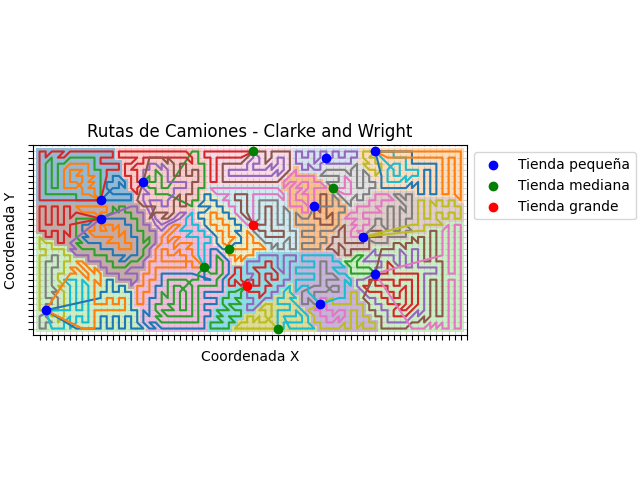 Rutas de Camiones - Clarke and Wright
Tienda pequeña
Tienda mediana
Tienda grande
Coordenada Y
Coordenada X